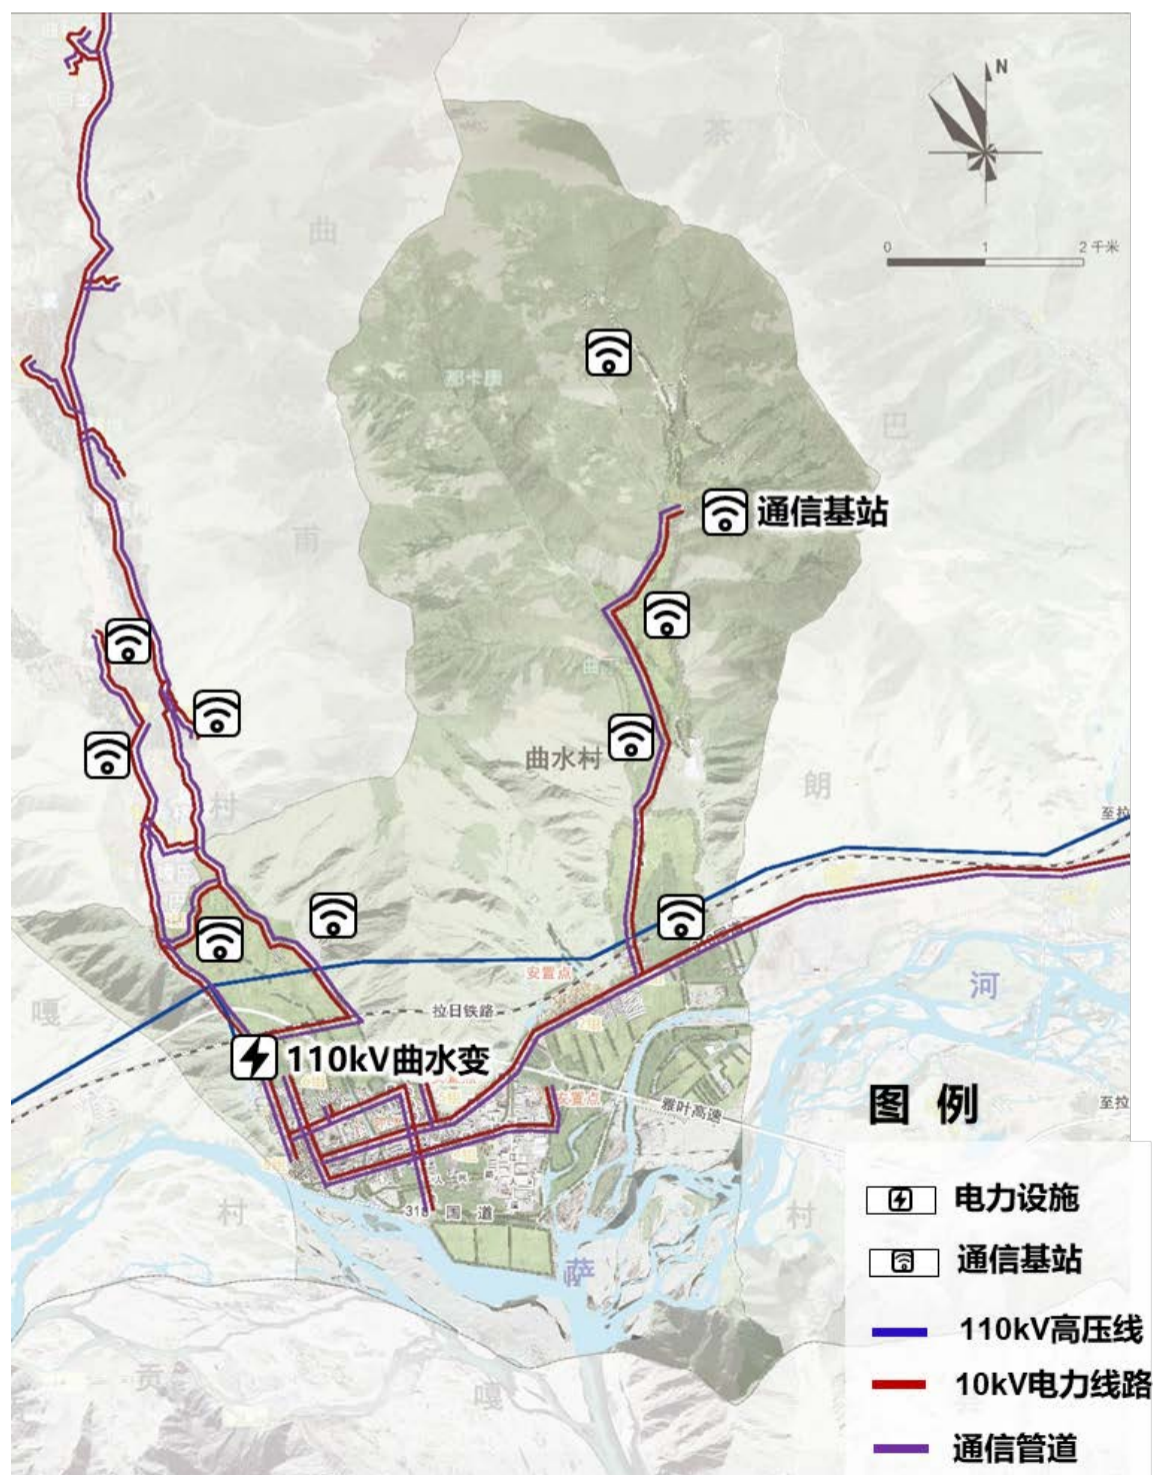 N
茶
0 1 2 千米
曲
巴
通信基站
甫
曲水村
朗
村
至拉
安置点
河
拉日铁路
嘎
110kV曲水变
安置点
雅叶高速
至拉
图 例
电力设施
村
318 国 道
村
通信基站
萨
110kV高压线
贡
10kV电力线路
嘎
通信管道